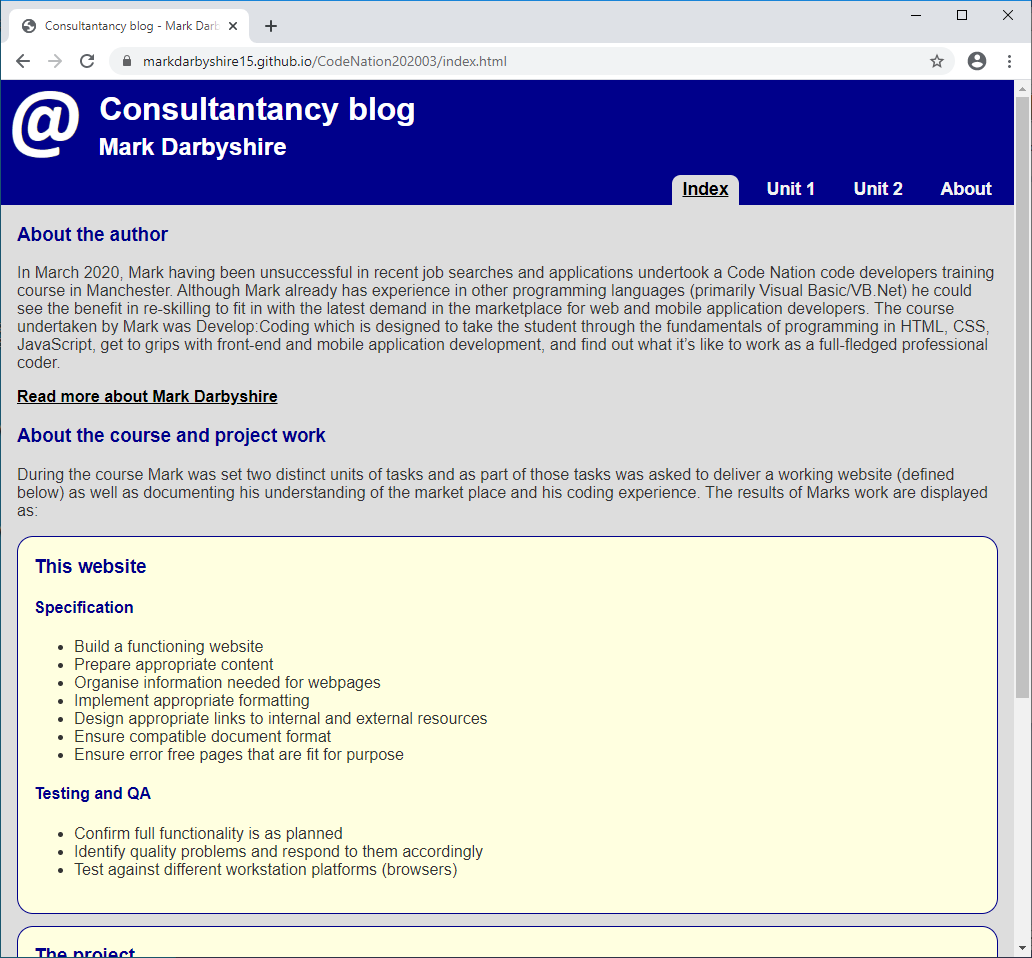 Consultantancy blog - Mark Darb
markdarbyshire15.github.io/CodeNation202003/index.html
@
Consultantancy blog
Mark Darbyshire
Index Unit 1 Unit 2 About
About the author
In March 2020, Mark having been unsuccessful in recent job searches and applications undertook a Code Nation code developers training
course in Manchester. Although Mark already has experience in other programming languages (primarily Visual Basic/VB.Net) he could
see the benefit in re-skilling to fit in with the latest demand in the marketplace for web and mobile application developers. The course
undertaken by Mark was Develop:Coding which is designed to take the student through the fundamentals of programming in HTML, CSS,
JavaScript, get to grips with front-end and mobile application development, and find out what it’s like to work as a full-fledged professional
coder.
Read more about Mark Darbyshire
About the course and project work
During the course Mark was set two distinct units of tasks and as part of those tasks was asked to deliver a working website (defined
below) as well as documenting his understanding of the market place and his coding experience. The results of Marks work are displayed
as:
This website
Specification
• Build a functioning website
• Prepare appropriate content
• Organise information needed for webpages
• Implement appropriate formatting
• Design appropriate links to internal and external resources
• Ensure compatible document format
• Ensure error free pages that are fit for purpose
Testing and QA
• Confirm full functionality is as planned
• Identify quality problems and respond to them accordingly
• Test against different workstation platforms (browsers)
The project